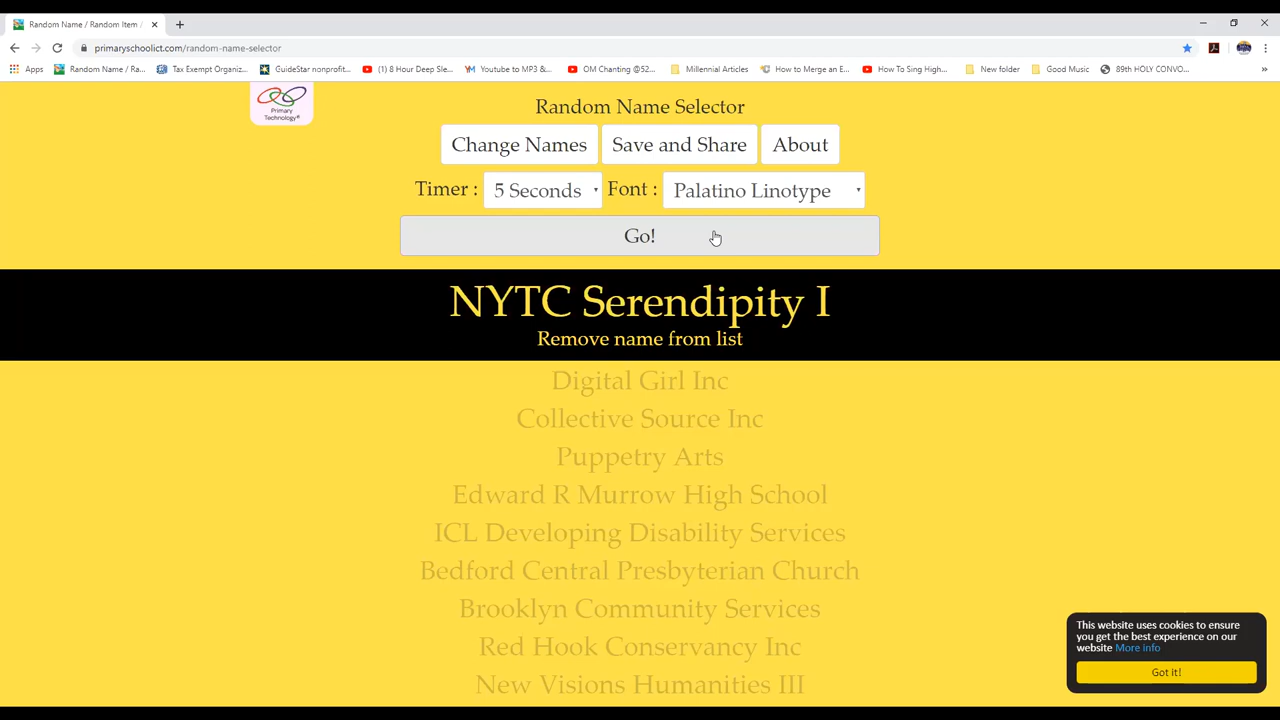 Random Name / Random Item /
primaryschoolict.com/random-name-selector
Apps
Random Name / Ra...
Tax Exempt Organiz...
GuideStar nonprofit...
(1) 8 Hour Deep Sle...
Youtube to MP3 &...
OM Chanting @52...
Millennial Articles
How to Merge an E...
How To Sing High...
New folder
Good Music
89th HOLY CONVO...
»
Primary
Technology®
Random Name Selector
Change Names
Save and Share
About
Timer :
5 Seconds
Font :
Palatino Linotype
Go!
NYTC Serendipity I
Remove name from list
Digital Girl Inc
Collective Source Inc
Puppetry Arts
Edward R Murrow High School
ICL Developing Disability Services
Bedford Central Presbyterian Church
Brooklyn Community Services
Red Hook Conservancy Inc
New Visions Humanities III
This website uses cookies to ensure
you get the best experience on our
website More info
Got it!